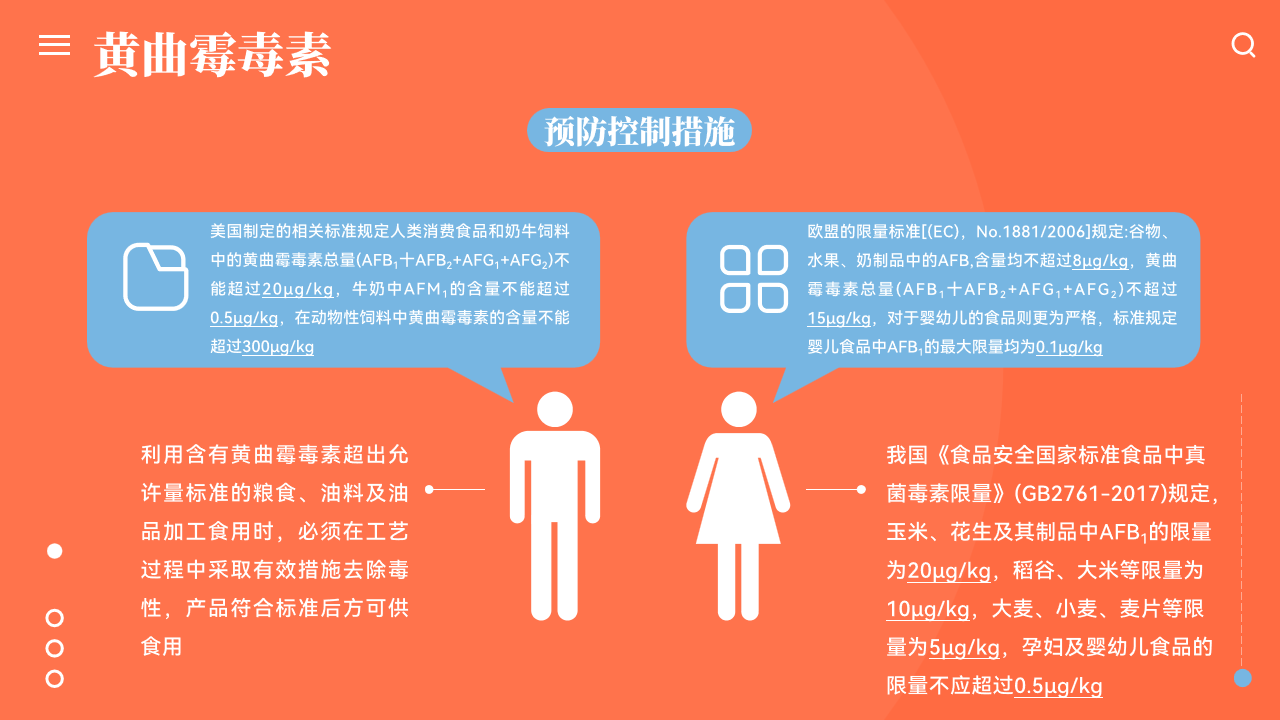 黄曲霉毒素
预防控制措施
美国制定的相关标准规定人类消费食品和奶牛饲料
中的黄曲霉毒素总量(AFB₁十AFB₂+AFG₁+AFG₂)不
能超过20μg/kg，牛奶中AFM₁的含量不能超过
0.5μg/kg，在动物性饲料中黄曲霉毒素的含量不能
超过300μg/kg
欧盟的限量标准[(EC)，No.1881/2006]规定:谷物、
水果、奶制品中的AFB,含量均不超过8μg/kg，黄曲
霉毒素总量(AFB₁十AFB₂+AFG₁+AFG₂)不超过
15μg/kg，对于婴幼儿的食品则更为严格，标准规定
婴儿食品中AFB₁的最大限量均为0.1μg/kg
利用含有黄曲霉毒素超出允
许量标准的粮食、油料及油
品加工食用时，必须在工艺
过程中采取有效措施去除毒
性，产品符合标准后方可供
食用
我国《食品安全国家标准食品中真
菌毒素限量》(GB2761-2017)规定，
玉米、花生及其制品中AFB₁的限量
为20μg/kg，稻谷、大米等限量为
10μg/kg，大麦、小麦、麦片等限
量为5μg/kg，孕妇及婴幼儿食品的
限量不应超过0.5μg/kg